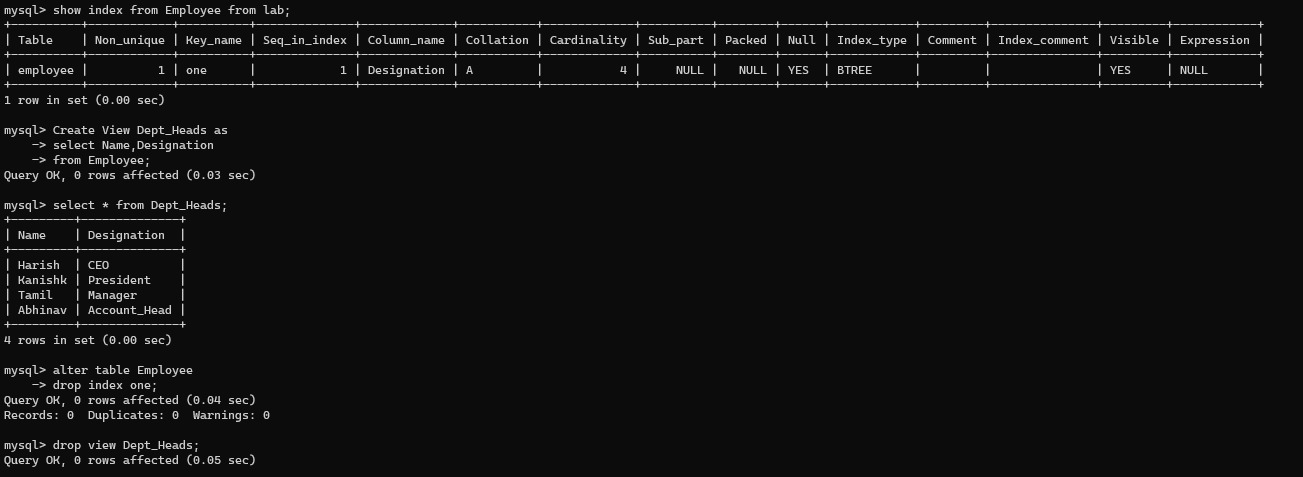 mysql> show index from Employee from lab;
+----------+------------+----------+--------------+-------------+-----------+-------------+----------+--------+------+------------+---------+---------------+---------+------------+
| Table    | Non_unique | Key_name | Seq_in_index | Column_name | Collation | Cardinality | Sub_part | Packed | Null | Index_type | Comment | Index_comment | Visible | Expression |
+----------+------------+----------+--------------+-------------+-----------+-------------+----------+--------+------+------------+---------+---------------+---------+------------+
| employee |          1 | one      |            1 | Designation | A         |           4 |     NULL |   NULL | YES  | BTREE      |         |               | YES     | NULL       |
+----------+------------+----------+--------------+-------------+-----------+-------------+----------+--------+------+------------+---------+---------------+---------+------------+
1 row in set (0.00 sec)

mysql> Create View Dept_Heads as
    -> select Name,Designation
    -> from Employee;
Query OK, 0 rows affected (0.03 sec)

mysql> select * from Dept_Heads;
+---------+--------------+
| Name    | Designation  |
+---------+--------------+
| Harish  | CEO          |
| Kanishk | President    |
| Tamil   | Manager      |
| Abhinav | Account_Head |
+---------+--------------+
4 rows in set (0.00 sec)

mysql> alter table Employee
    -> drop index one;
Query OK, 0 rows affected (0.04 sec)
Records: 0  Duplicates: 0  Warnings: 0

mysql> drop view Dept_Heads;
Query OK, 0 rows affected (0.05 sec)